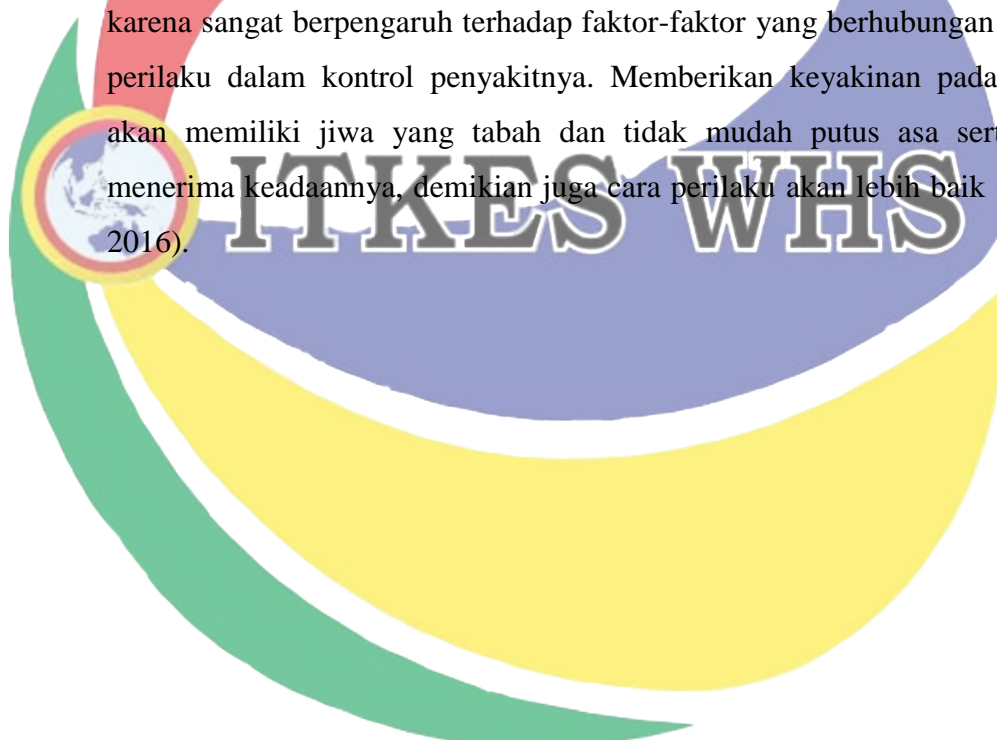 karena sangat berpengaruh terhadap faktor-faktor yang berhubungan
perilaku dalam kontrol penyakitnya. Memberikan keyakinan pada
akan memiliki jiwa yang tabah dan tidak mudah putus asa
menerima keadaannya, demikian juga cara perilaku akan lebih baik
2016).
ITKES WHS